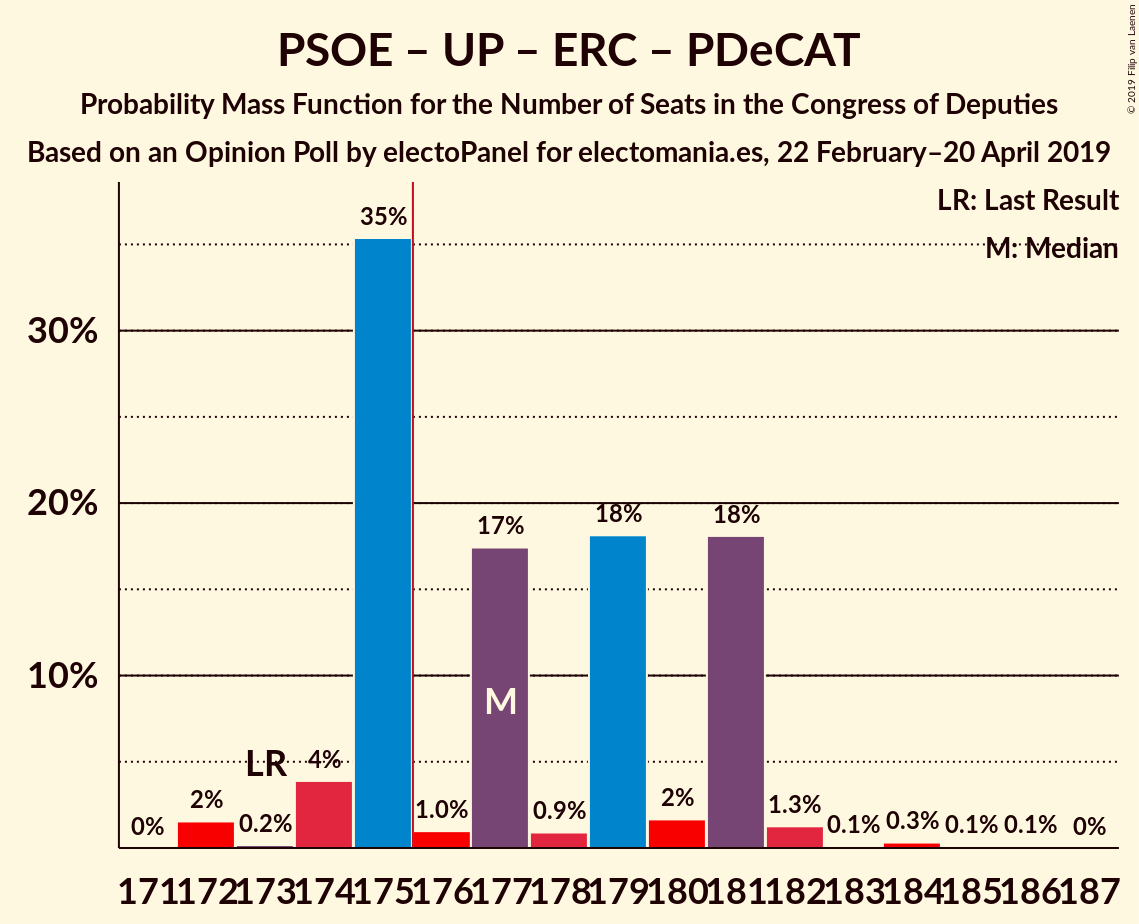 PSOE – UP – ERC – PDeCAT
Probability Mass Function for the Number of Seats in the Congress of Deputies
Based on an Opinion Poll by electoPanel for electomania.es, 22 February–20 April 2019
© 2019 Filip van Laenen
LR: Last Result
M: Median
30%
20%
10%
0%
2%
0.2%
LR
4%
35%
1.0%
17%
M
0.9%
18%
2%
18%
1.3%
0.1%
0.3%
0.1%
0.1%
0%
171 172 173 174 175 176 177 178 179 180 181 182 183 184 185 186 187